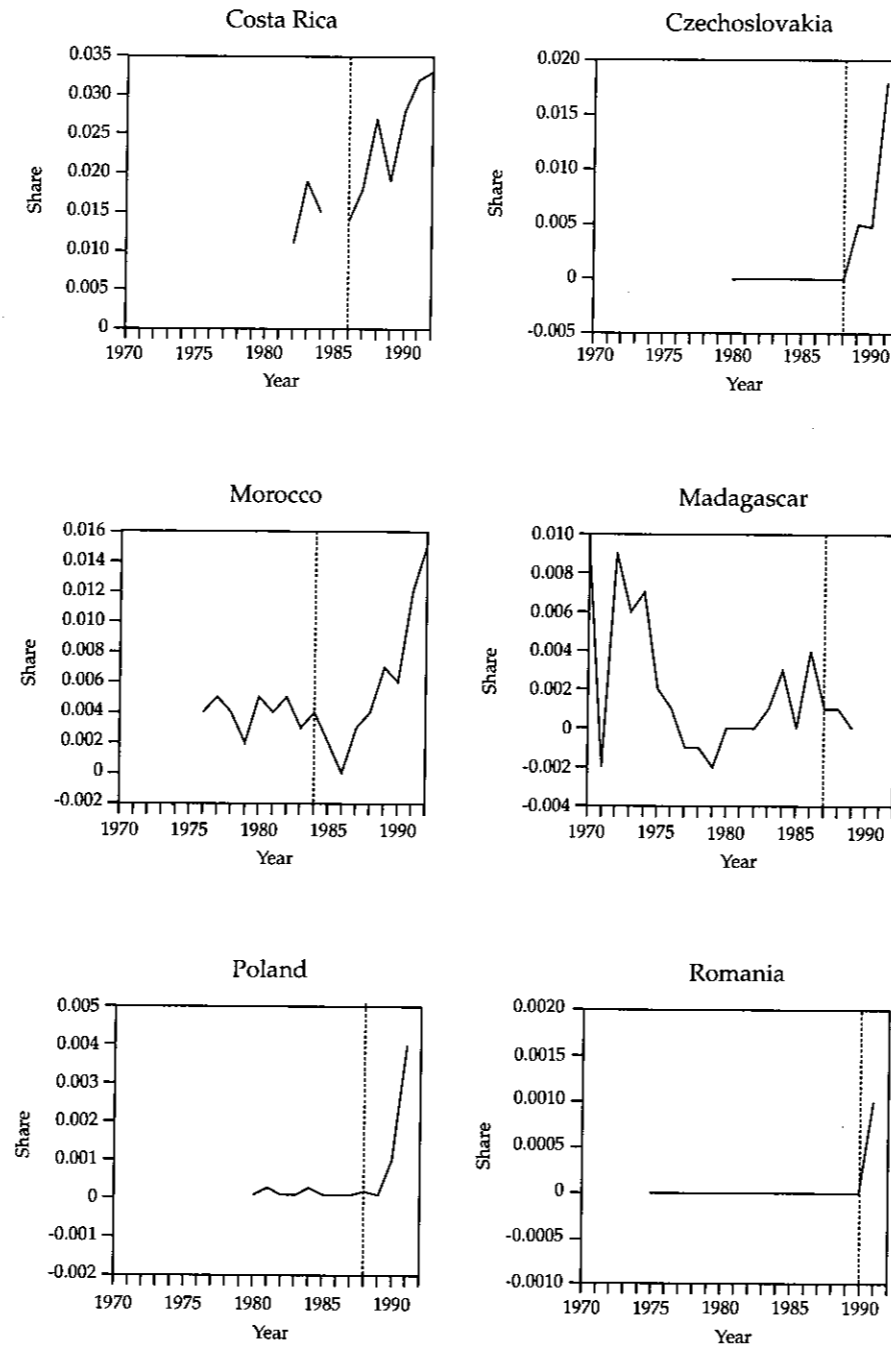 Costa Rica
0.035
0.030
0.025
0.020
0.015
0.010
0.005
0
Share
1970 1975 1980 1985 1990
Year
Czechoslovakia
0.020
0.015
0.010
0.005
0
-0.005
Share
1970 1975 1980 1985 1990
Year
Morocco
0.016
0.014
0.012
0.010
0.008
0.006
0.004
0.002
0
-0.002
Share
1970 1975 1980 1985 1990
Year
Madagascar
0.010
0.008
0.006
0.004
0.002
0
-0.002
-0.004
Share
1970 1975 1980 1985 1990
Year
Poland
0.005
0.004
0.003
0.002
0.001
0
-0.001
-0.002
Share
1970 1975 1980 1985 1990
Year
Romania
0.0020
0.0015
0.0010
0.0005
0
-0.0005
-0.0010
Share
1970 1975 1980 1985 1990
Year